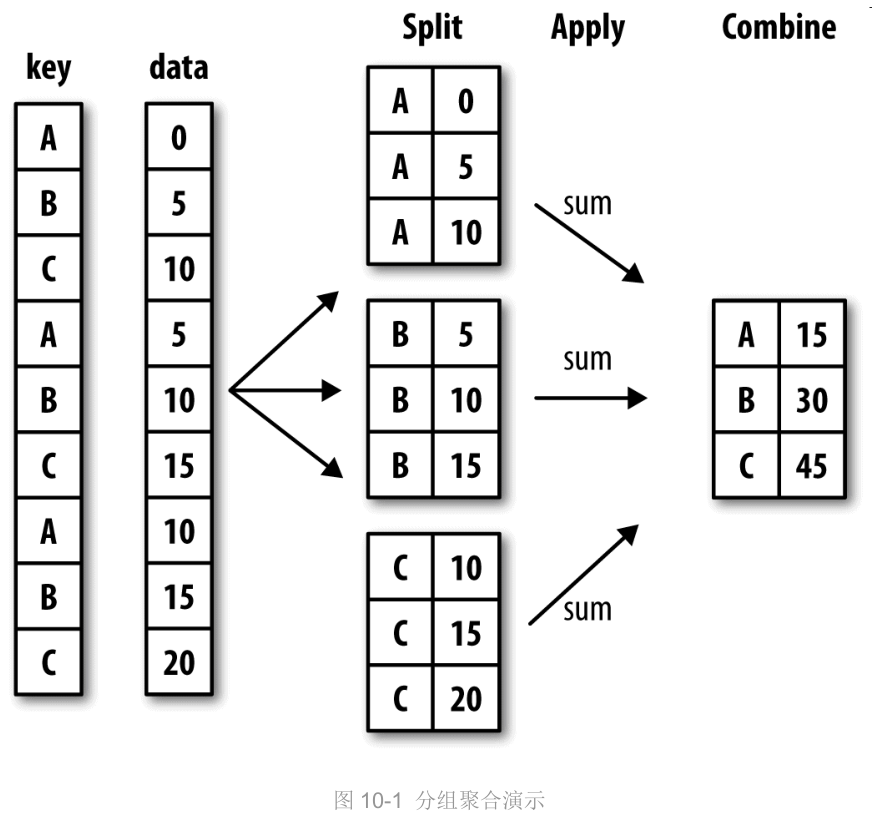 Split Apply Combine
key data
A 0
B 5
C 10
A 5
B 10
C 15
A 10
B 15
C 20
A 0
A 5
A 10
B 5
B 10
B 15
C 10
C 15
C 20
sum
sum
sum
A 15
B 30
C 45
图 10-1 分组聚合演示